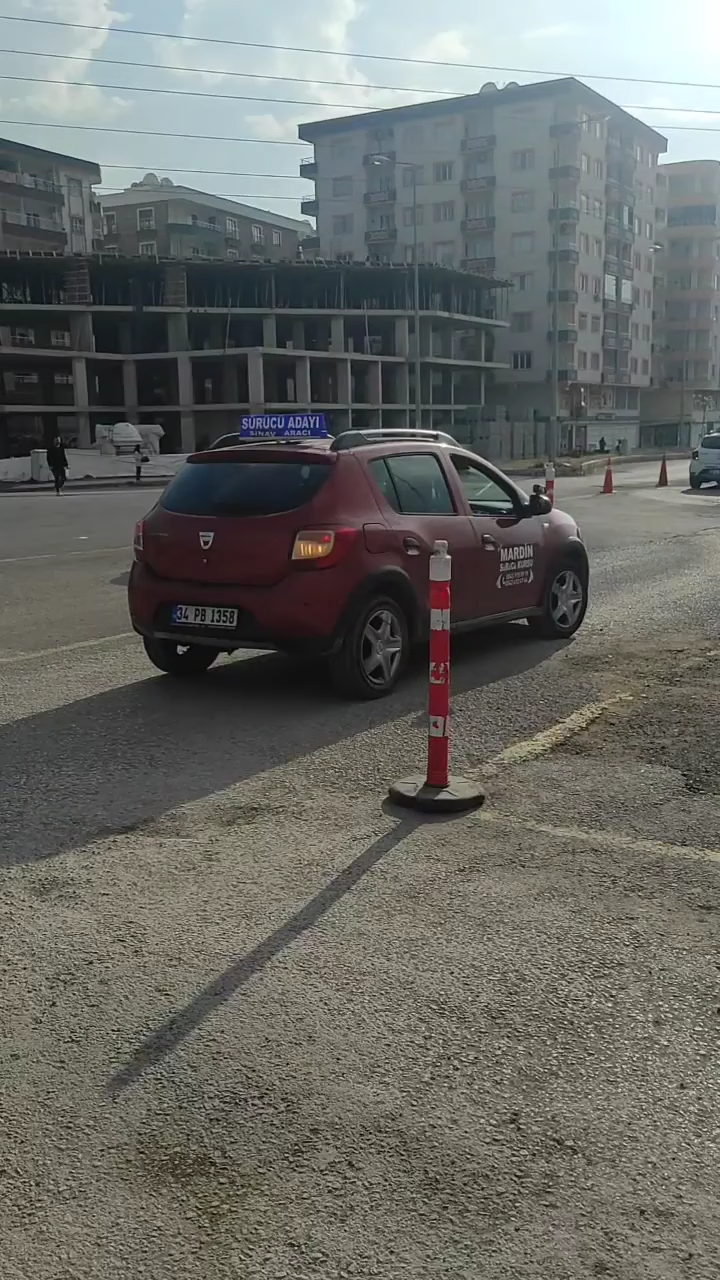 SÜRÜCÜ ADAYI
SINAV ARACI
34 PB 1358
MARDİN
SÜRÜCÜ KURSU